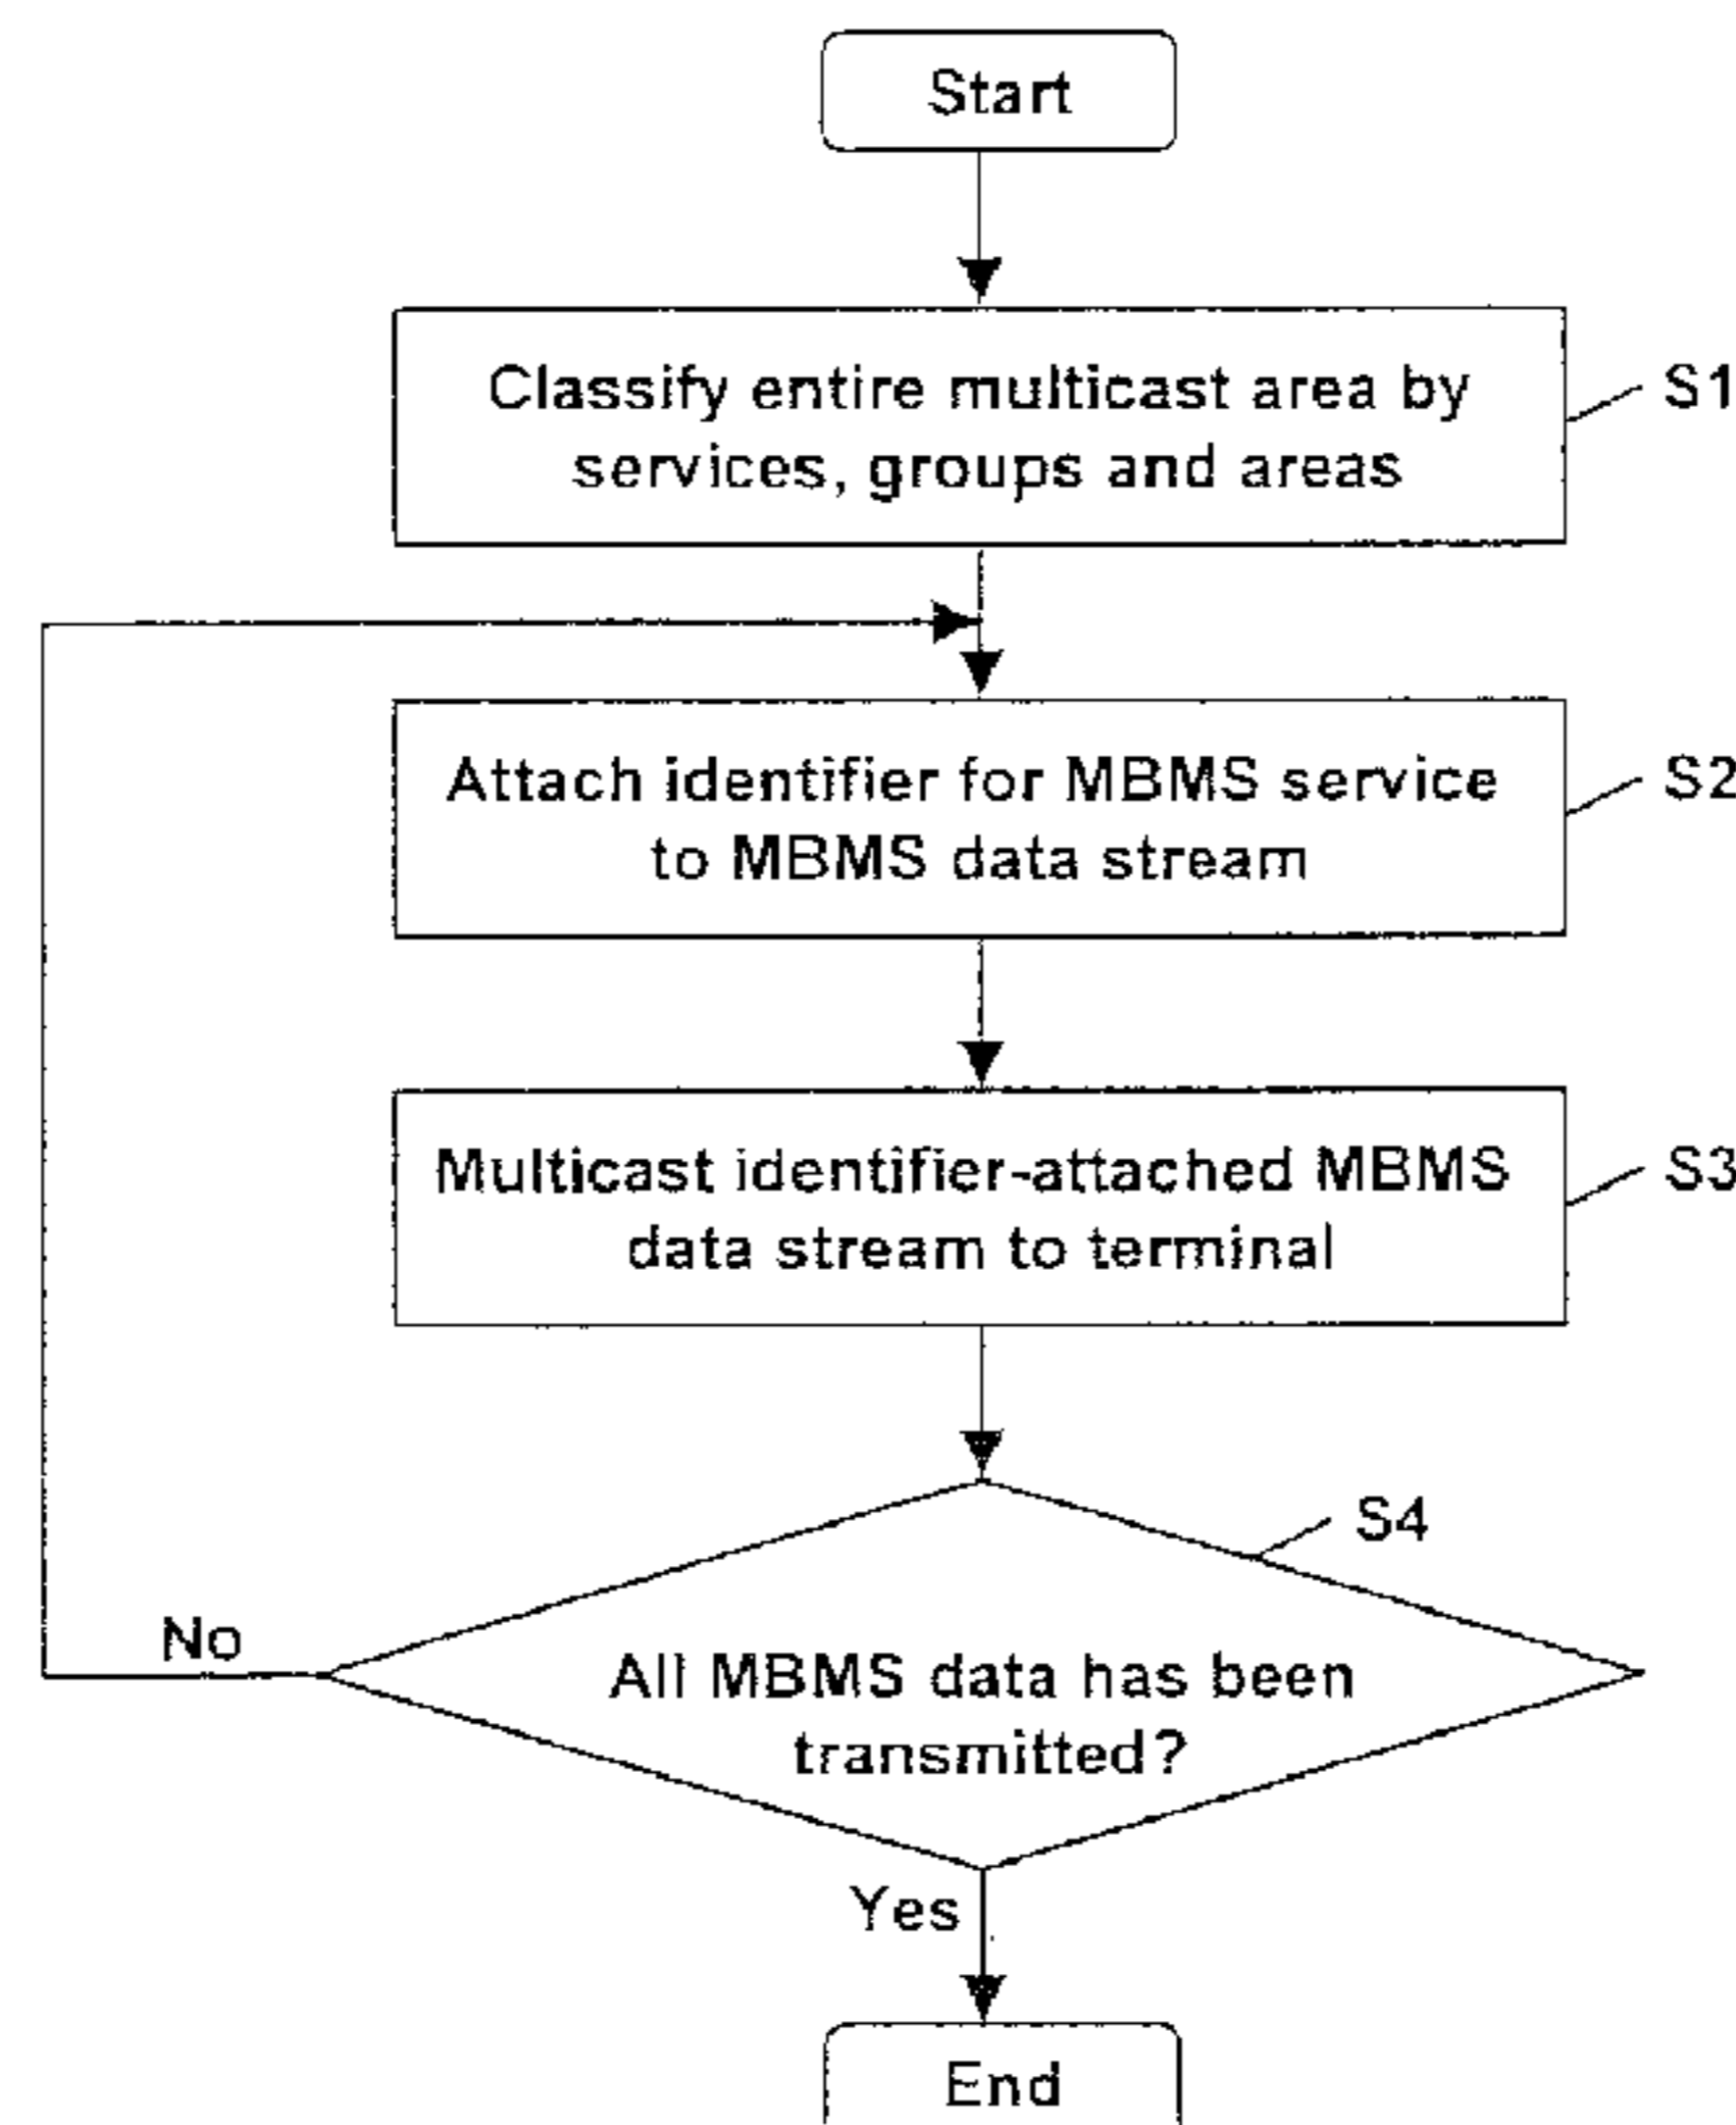 Start
Classify entire multicast area by
services, groups and areas
S1
Attach identifier for MBMS service
to MBMS data stream
S2
Multicast identifier-attached MBMS
data stream to terminal
S3
S4
No
All MBMS data has been
transmitted?
Yes
End